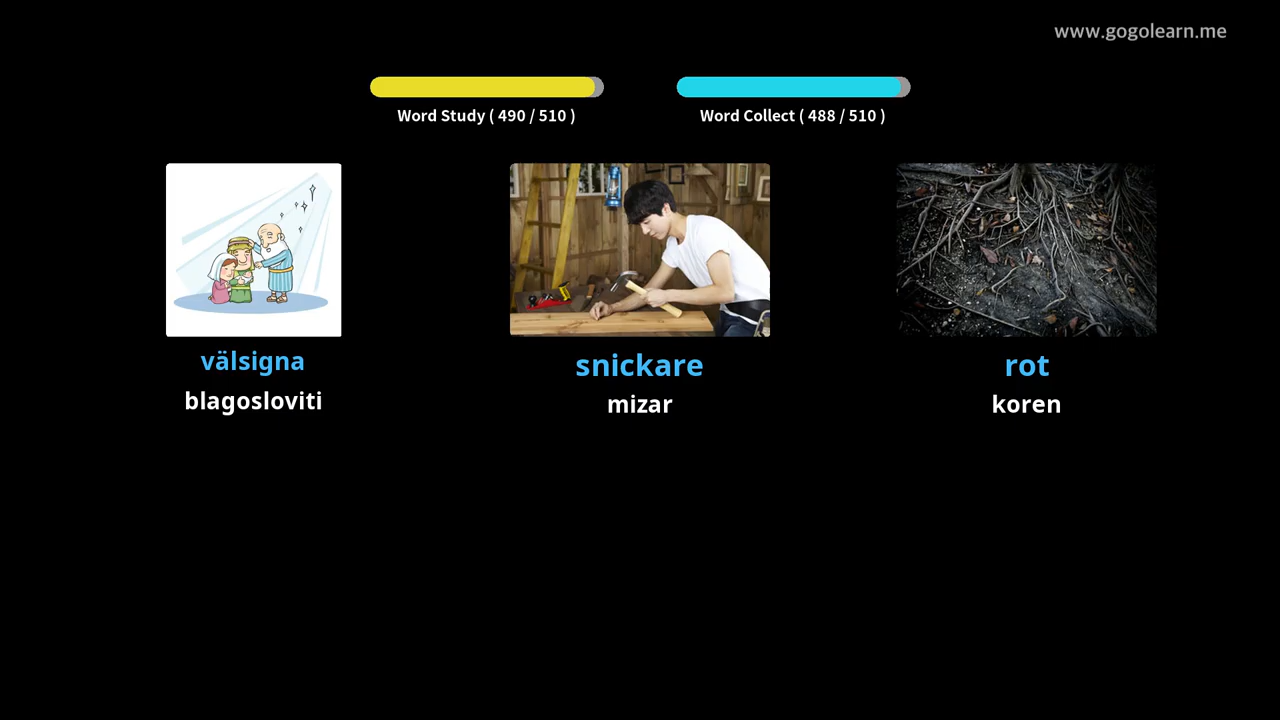 www.gogolearn.me
Word Study ( 490 / 510 )
Word Collect ( 488 / 510 )
välsigna
blagosloviti
snickare
mizar
rot
koren